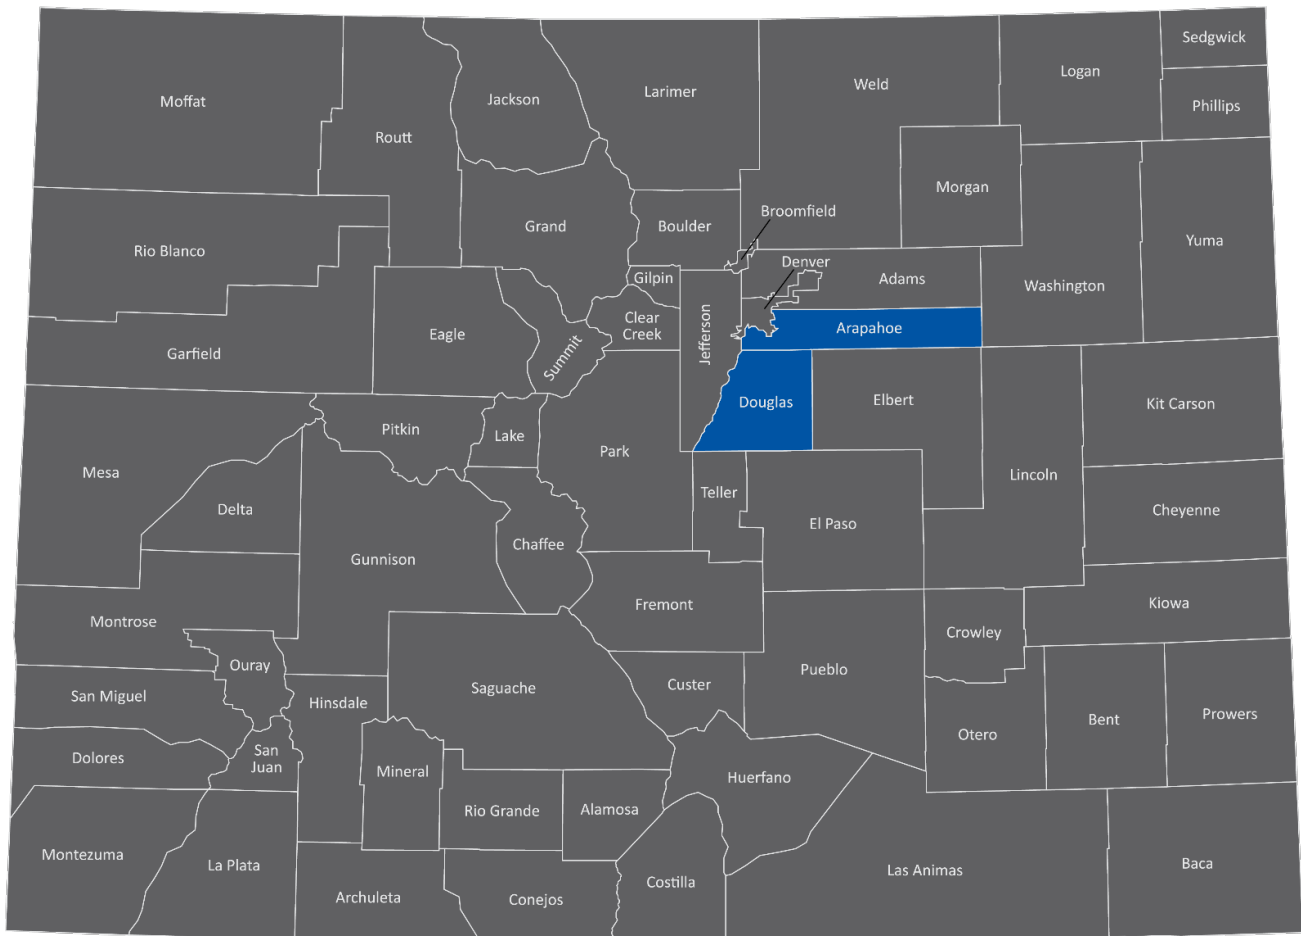 Sedgwick
Logan
Weld
Larimer
Jackson
Moffat
Phillips
Routt
Morgan
Broomfield
Boulder
Grand
Yuma
Rio Blanco
Denver
Gilpin
Adams
Washington
Clear
Creek
Arapahoe
Jefferson
Eagle
Summit
Garfield
Douglas
Elbert
Kit Carson
Pitkin
Lake
Park
Mesa
Lincoln
Teller
Delta
Cheyenne
El Paso
Chaffee
Gunnison
Fremont
Kiowa
Montrose
Crowley
Ouray
Pueblo
Custer
Saguache
San Miguel
Hinsdale
Prowers
Bent
Otero
Dolores
San
Juan
Mineral
Huerfano
Rio Grande
Alamosa
Montezuma
La Plata
Baca
Las Animas
Costilla
Archuleta
Conejos